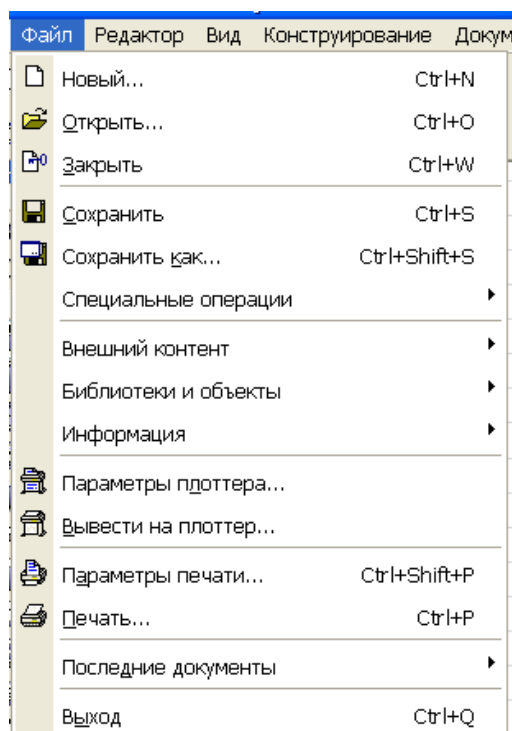 Файл Редактор Вид Конструирование Докум
Новый... Ctrl+N
Открыть... Ctrl+O
Закрыть Ctrl+W
Сохранить Ctrl+S
Сохранить как... Ctrl+Shift+S
Специальные операции
Внешний контент
Библиотеки и объекты
Информация
Параметры плоттера...
Вывести на плоттер...
Параметры печати... Ctrl+Shift+P
Печать... Ctrl+P
Последние документы
Выход Ctrl+Q